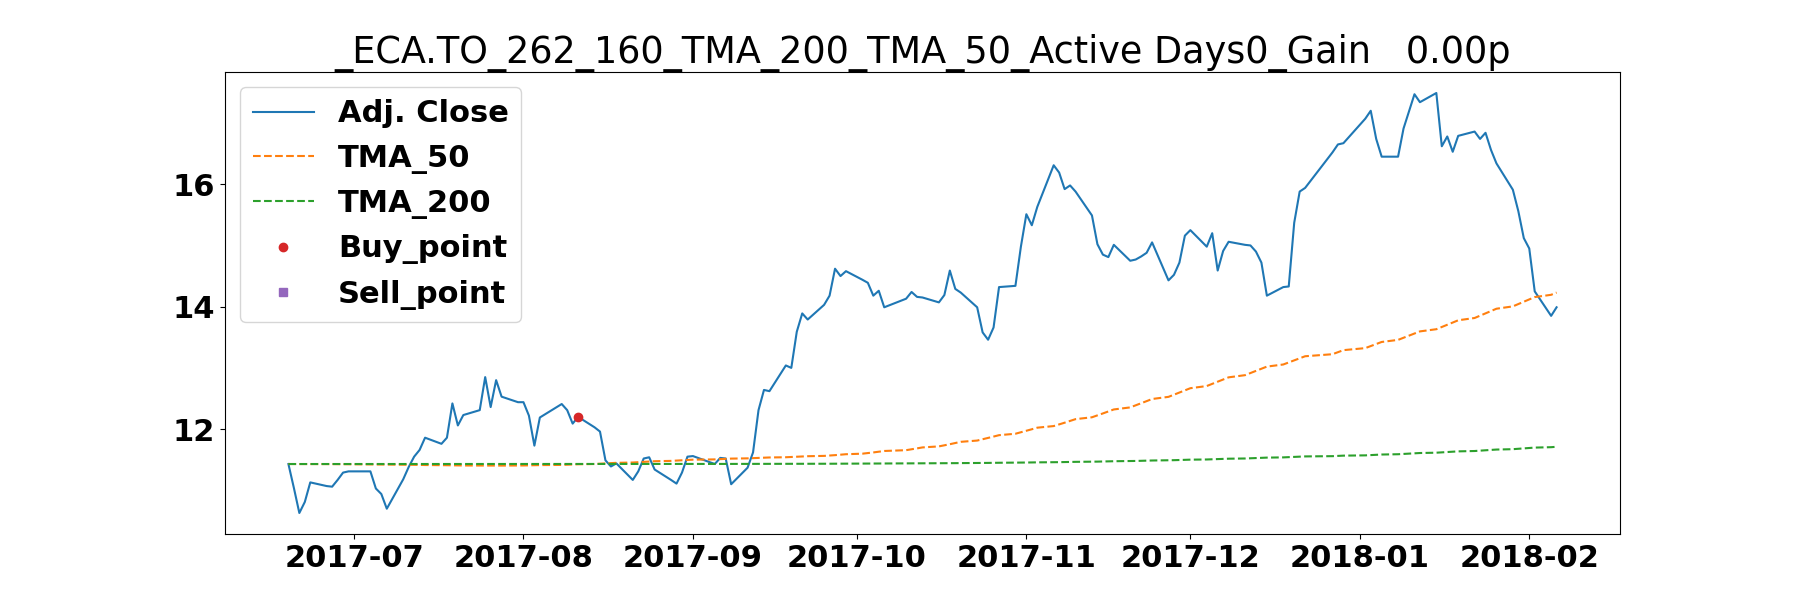 _ECA.TO_262_160_TMA_200_TMA_50_Active Days0_Gain   0.00p
Adj. Close
TMA_50
TMA_200
Buy_point
Sell_point
16
14
12
2017-07 2017-08 2017-09 2017-10 2017-11 2017-12 2018-01 2018-02